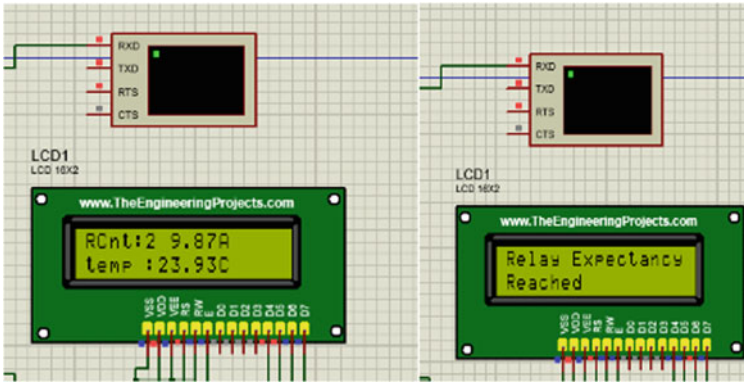 RXD
TXD
RTS
CTS
LCD1
LCD 16X2
www.TheEngineeringProjects.com
RCnt:2 9.87A
temp :23.93C
VSS
VDD
VEE
RS
RW
E
D0
D1
D2
D3
D4
D5
D6
D7
RXD
TXD
RTS
CTS
LCD1
LCD 16X2
www.TheEngineeringProjects.com
Relay Expectancy
Reached
VSS
VDD
VEE
RS
RW
E
D0
D1
D2
D3
D4
D5
D6
D7